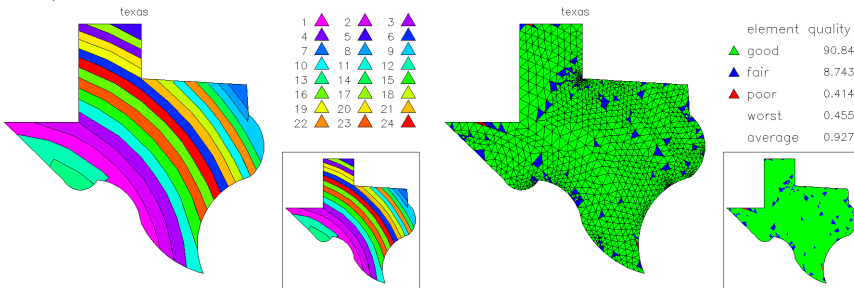 texas
1 2 3
4 5 6
7 8 9
10 11 12
13 14 15
16 17 18
19 20 21
22 23 24
texas
element quality
good 90.84
fair 8.743
poor 0.414
worst 0.455
average 0.927